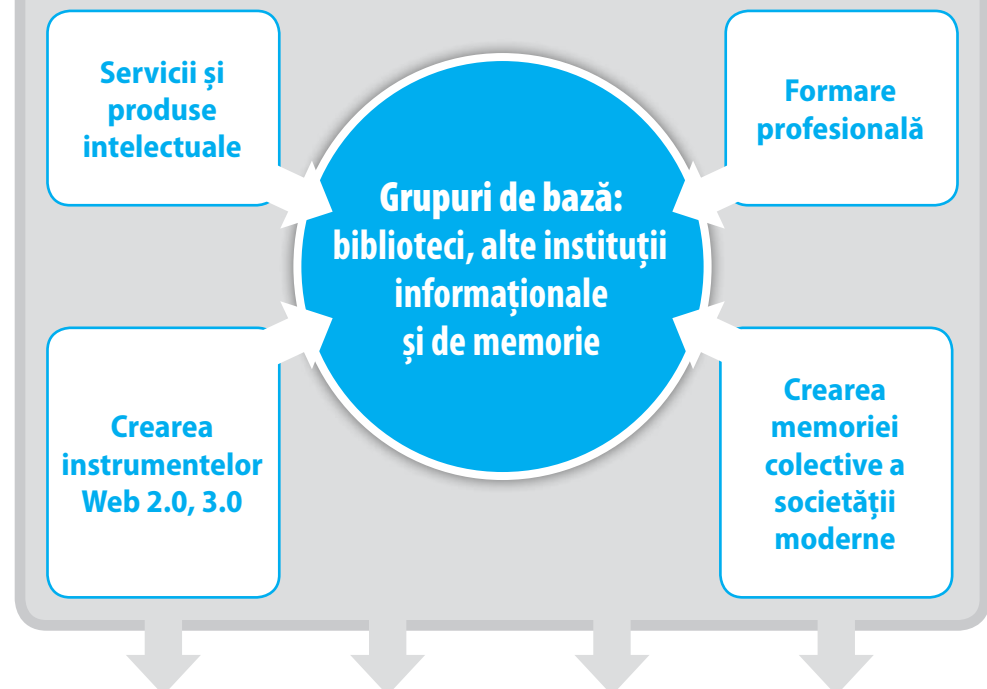 Servicii și
produse
intelectuale
Formare
profesională
Grupuri de bază:
biblioteci, alte instituții
informaționale
și de memorie
Crearea
instrumentelor
Web 2.0, 3.0
Crearea
memoriei
colective a
societății
moderne